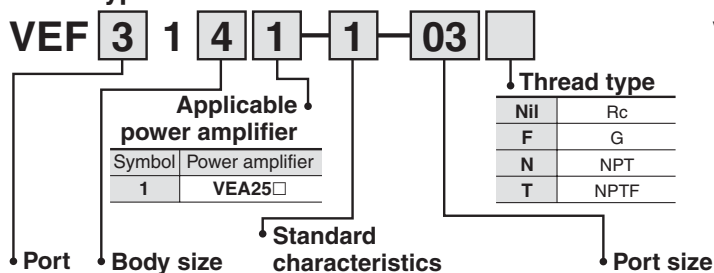 VEF 3 1 4 1 - 1 - 03
Applicable
power amplifier
Symbol Power amplifier
1 VEA25□
Thread type
Nil Rc
F G
N NPT
T NPTF
Port
Body size
Standard
characteristics
Port size